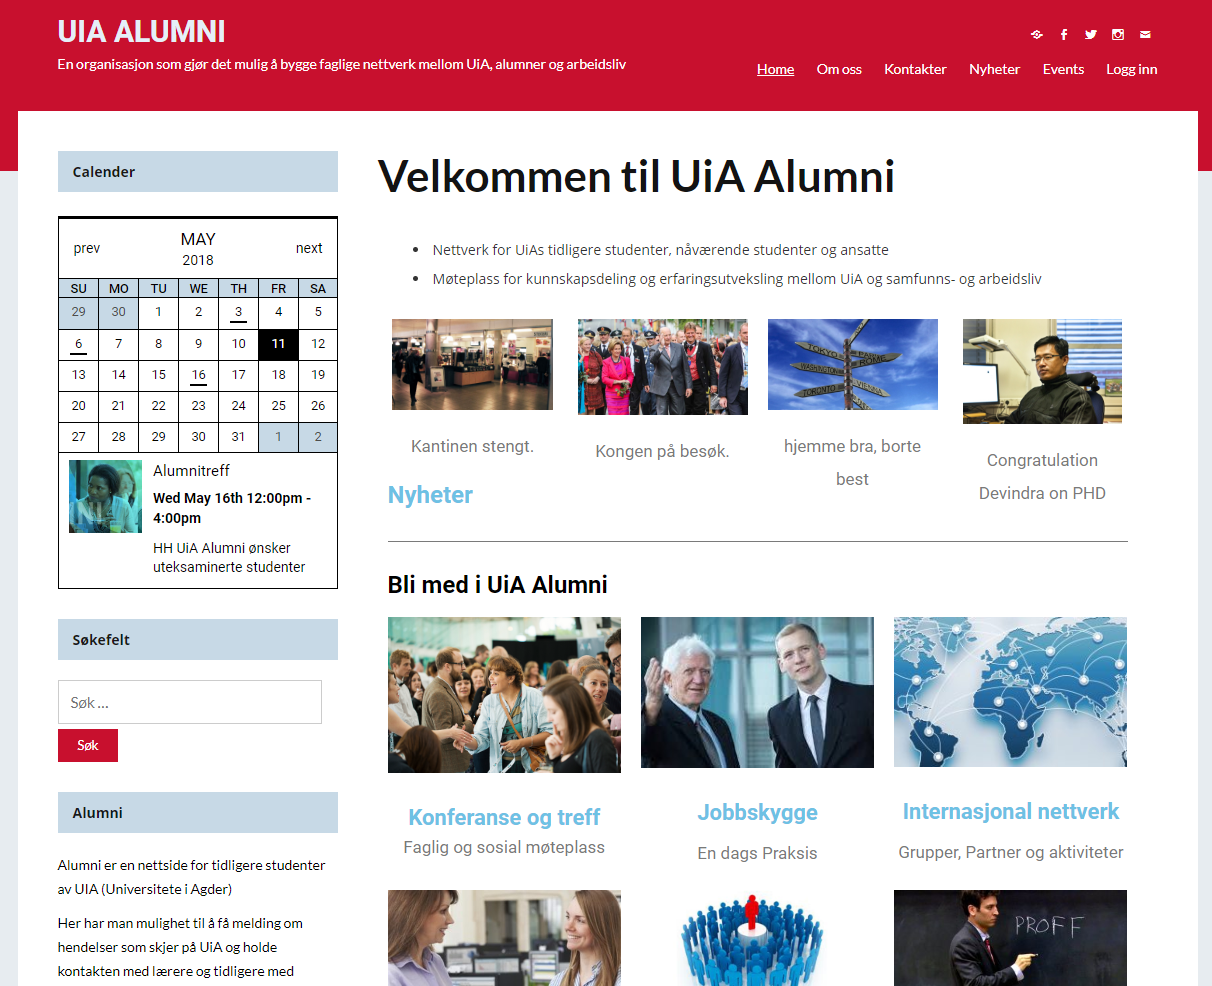 UIA ALUMNI
En organisasjon som gjør det mulig å bygge faglige nettverk mellom UiA, alumner og arbeidsliv
Home Om oss Kontakter Nyheter Events Logg inn
Calender
prev MAY next
2018
SU MO TU WE TH FR SA
29 30 1 2 3 4 5
6 7 8 9 10 11 12
13 14 15 16 17 18 19
20 21 22 23 24 25 26
27 28 29 30 31 1 2
Alumnitreff
Wed May 16th 12:00pm -
4:00pm
HH UiA Alumni ønsker
uteksaminerte studenter
Søkefelt
Søk ...
Søk
Alumni
Alumni er en nettside for tidligere studenter
av UIA (Universitete i Agder)
Her har man mulighet til å få melding om
hendelser som skjer på UiA og holde
kontakten med lærere og tidligere med
Velkommen til UiA Alumni
Nettverk for UiAs tidligere studenter, nåværende studenter og ansatte
Møteplass for kunnskapsdeling og erfaringsutveksling mellom UiA og samfunns- og arbeidsliv
TOKYO
ROME
WASHINGTON
TORONTO
VIENNA
Kantinen stengt.
Kongen på besøk.
hjemme bra, borte
best
Congratulation
Devindra on PHD
Nyheter
Bli med i UiA Alumni
Konferanse og treff
Faglig og sosial møteplass
Jobbskygge
En dags Praksis
Internasjonal nettverk
Grupper, Partner og aktiviteter
PROFF